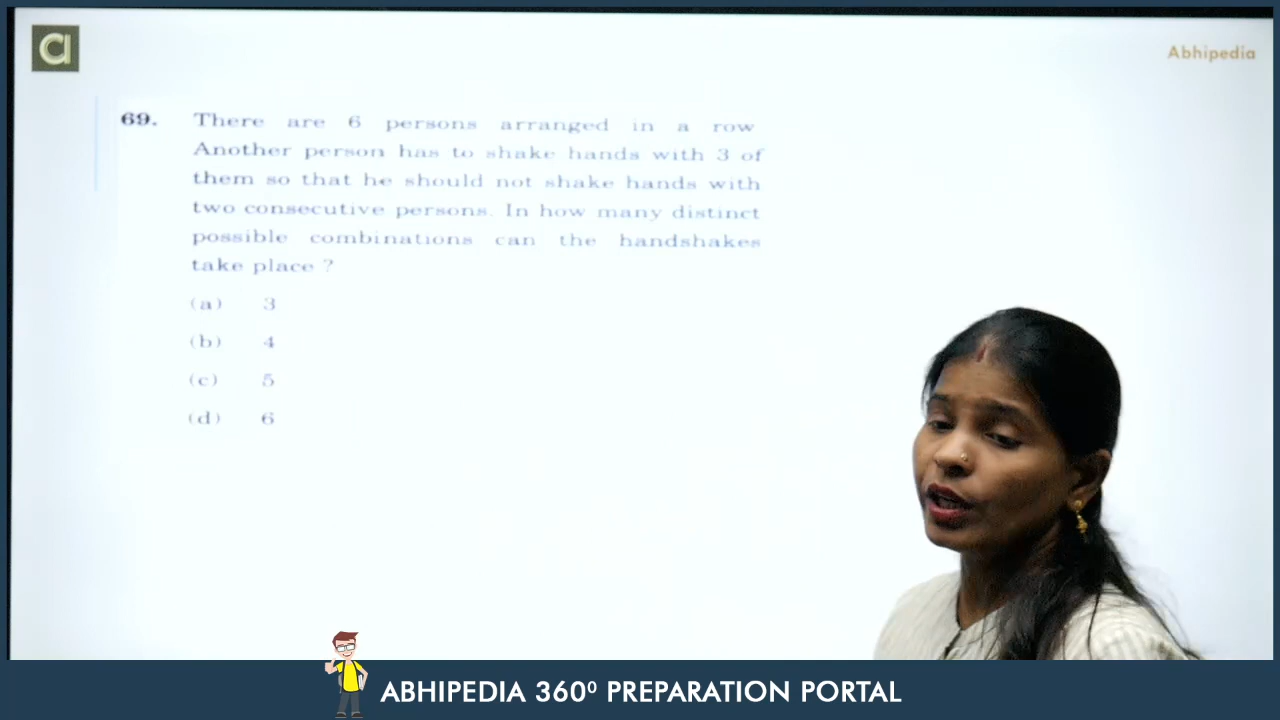 a
Abhipedia
69. There are 6 persons arranged in a row
Another person has to shake hands with 3 of
them so that he should not shake hands with
two consecutive persons. In how many distinct
possible combinations can the handshakes
take place ?
(a) 3
(b) 4
(c) 5
(d) 6
ABHIPEDIA 360⁰ PREPARATION PORTAL